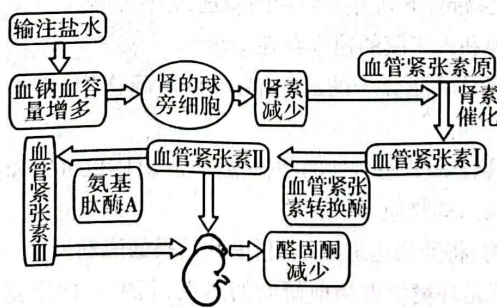 输注盐水
血钠血容
量增多
肾的球
旁细胞
肾素
减少
血管紧张素原
肾素
催化
血管紧张素Ⅰ
血管紧张
素转换酶
血管紧张素Ⅱ
氨基
肽酶A
血管紧张素Ⅲ
醛固酮
减少